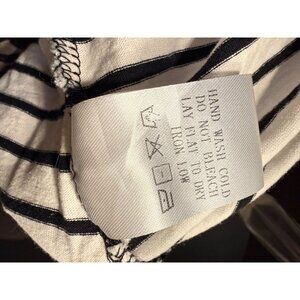 HAND WASH COLD
DO NOT BLEACH
LAY FLAT TO DRY
IRON LOW